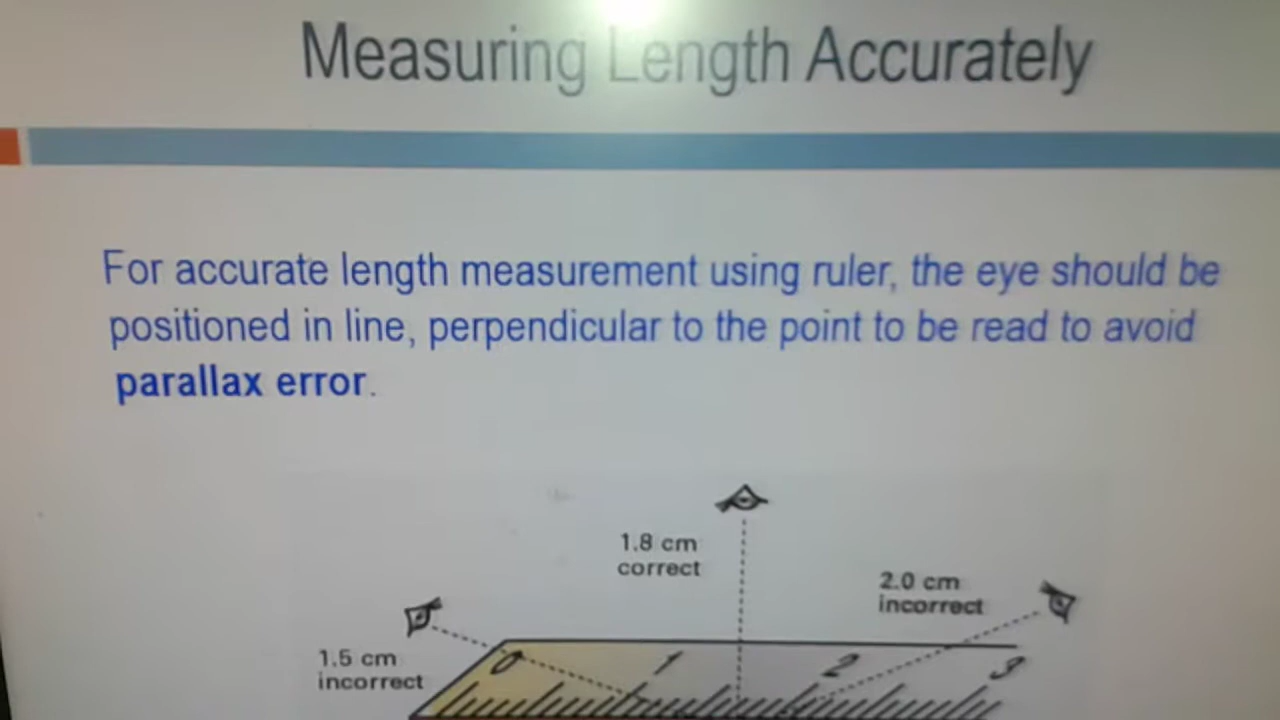 Measuring Length Accurately
For accurate length measurement using ruler, the eye should be
positioned in line, perpendicular to the point to be read to avoid
parallax error.
1.8 cm
correct
2.0 cm
incorrect
1.5 cm
incorrect
0 1 2 3